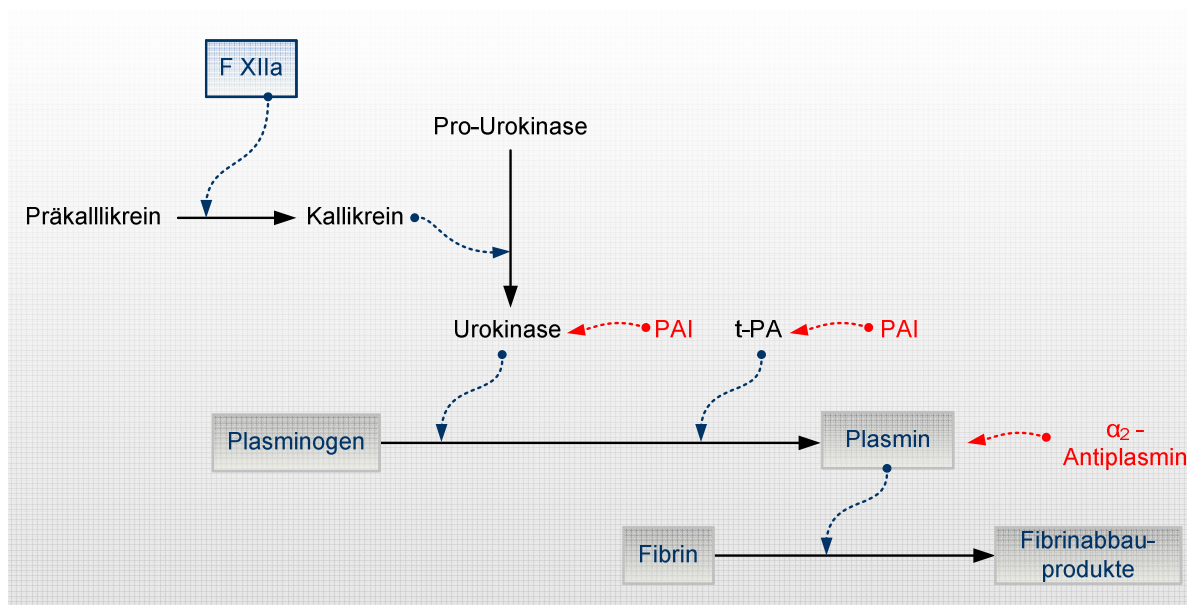 F XIIa
Pro-Urokinase
Präkalllikrein
Kallikrein
Urokinase
PAI
t-PA
PAI
Plasminogen
Plasmin
α₂ -
Antiplasmin
Fibrin
Fibrinabbau-
produkte